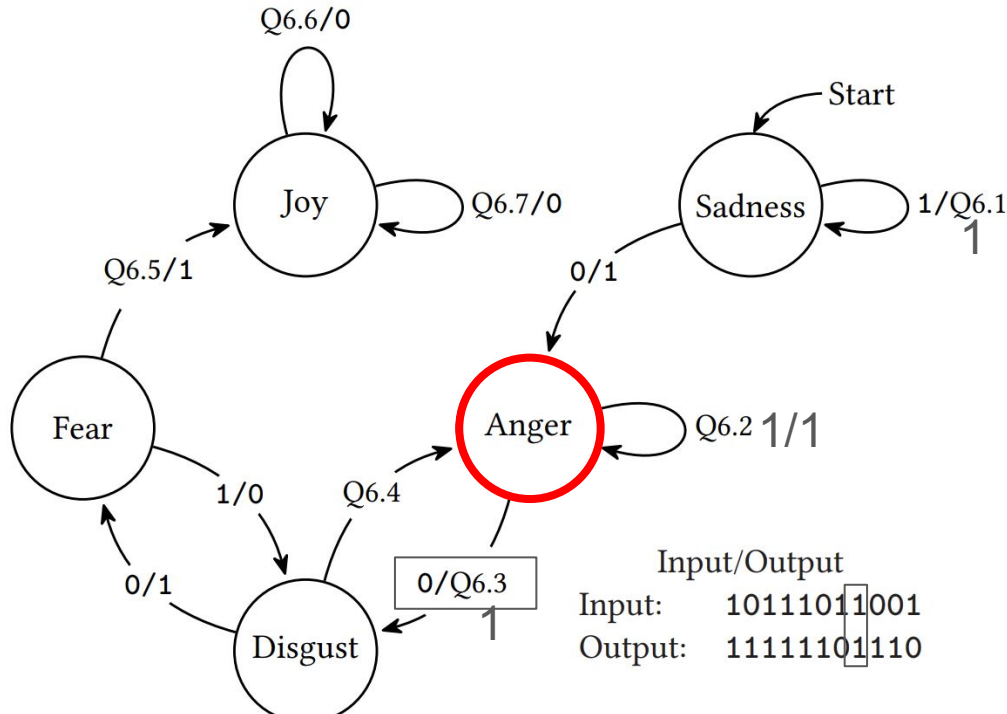 Q6.6/0
Start
Joy
Q6.7/0
Sadness
1/Q6.1
1
Q6.5/1
0/1
Fear
Anger
Q6.2 1/1
1/0
Q6.4
0/1
0/Q6.3
1
Disgust
Input/Output
Input: 10111011001
Output: 11111101110